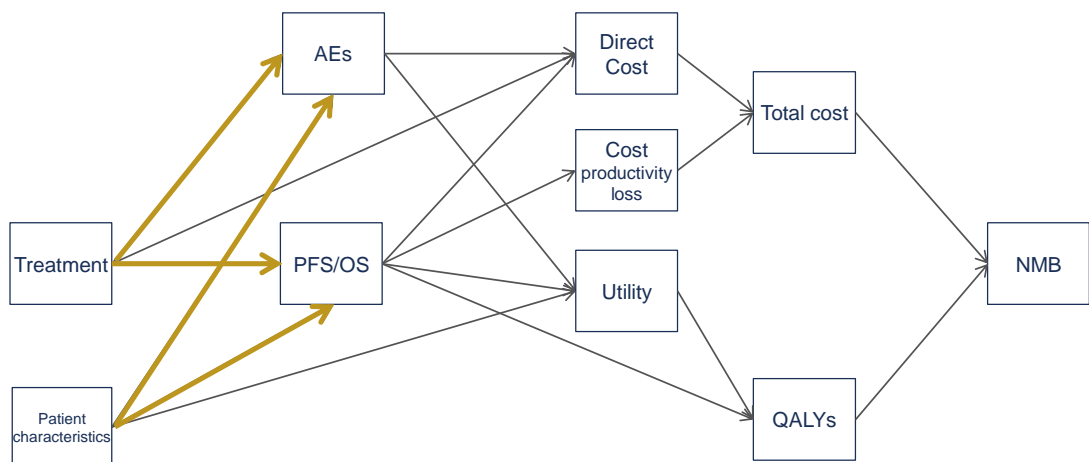 AEs
Direct
Cost
Total cost
Cost
productivity
loss
Treatment
PFS/OS
Utility
NMB
Patient
characteristics
QALYs